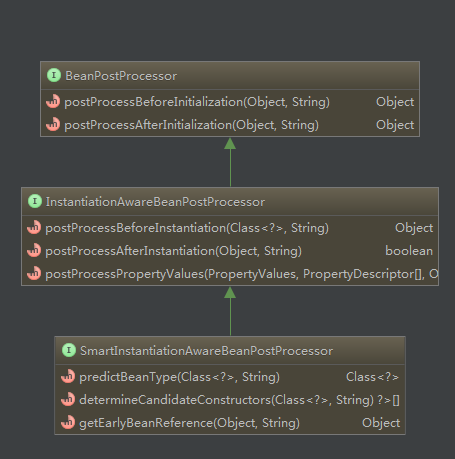 I BeanPostProcessor
m postProcessBeforeInitialization(Object, String) Object
m postProcessAfterInitialization(Object, String) Object
I InstantiationAwareBeanPostProcessor
m postProcessBeforeInstantiation(Class<?>, String) Object
m postProcessAfterInstantiation(Object, String) boolean
m postProcessPropertyValues(PropertyValues, PropertyDescriptor[], O
I SmartInstantiationAwareBeanPostProcessor
m predictBeanType(Class<?>, String) Class<?>
m determineCandidateConstructors(Class<?>, String) ?>[]
m getEarlyBeanReference(Object, String) Object